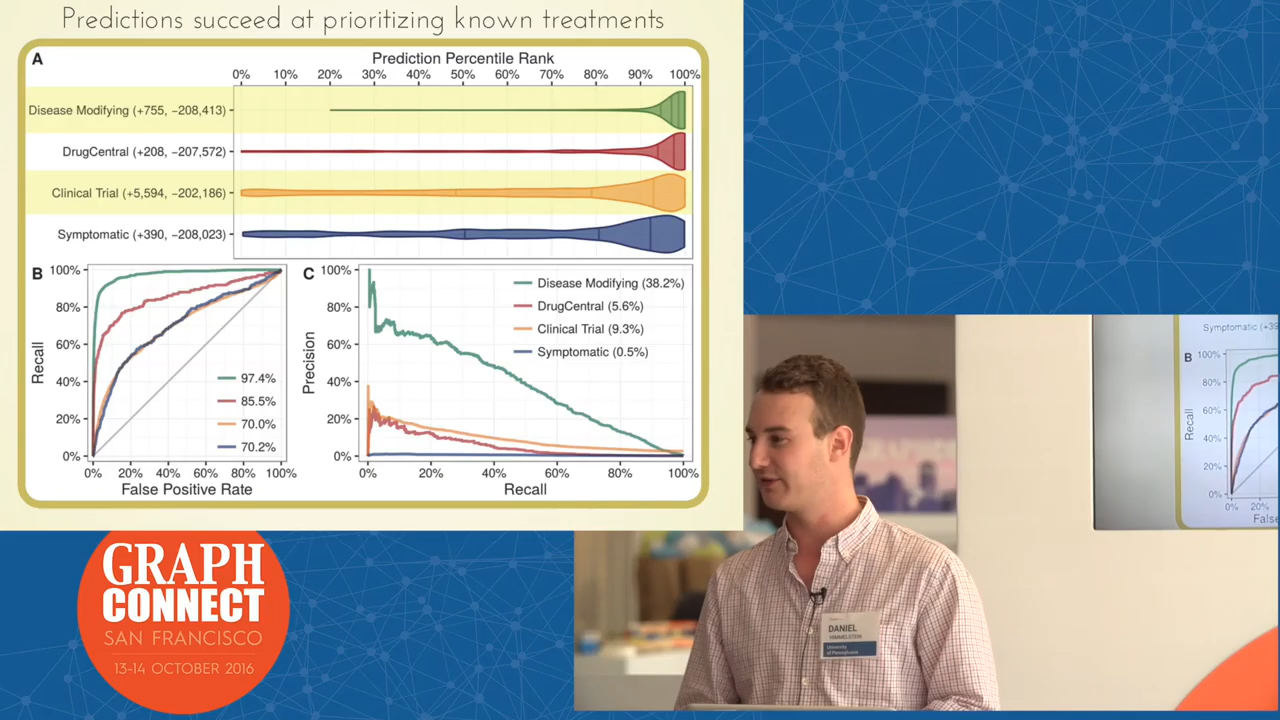 Predictions succeed at prioritizing known treatments
A
Prediction Percentile Rank
0% 10% 20% 30% 40% 50% 60% 70% 80% 90% 100%
Disease Modifying (+755, −208,413)
DrugCentral (+208, −207,572)
Clinical Trial (+5,594, −202,186)
Symptomatic (+390, −208,023)
B
100%
80%
60%
40%
20%
0%
Recall
97.4%
85.5%
70.0%
70.2%
0% 20% 40% 60% 80% 100%
False Positive Rate
C
100%
80%
60%
40%
20%
0%
Precision
Disease Modifying (38.2%)
DrugCentral (5.6%)
Clinical Trial (9.3%)
Symptomatic (0.5%)
0% 20% 40% 60% 80% 100%
Recall
Symptomatic (+39
B
100%
80%
60%
40%
20%
0%
Recall
0% 20%
False
DANIEL
HIMMELSTEIN
University
of Pennsylvania
GRAPH
CONNECT
SAN FRANCISCO
13-14 OCTOBER 2016